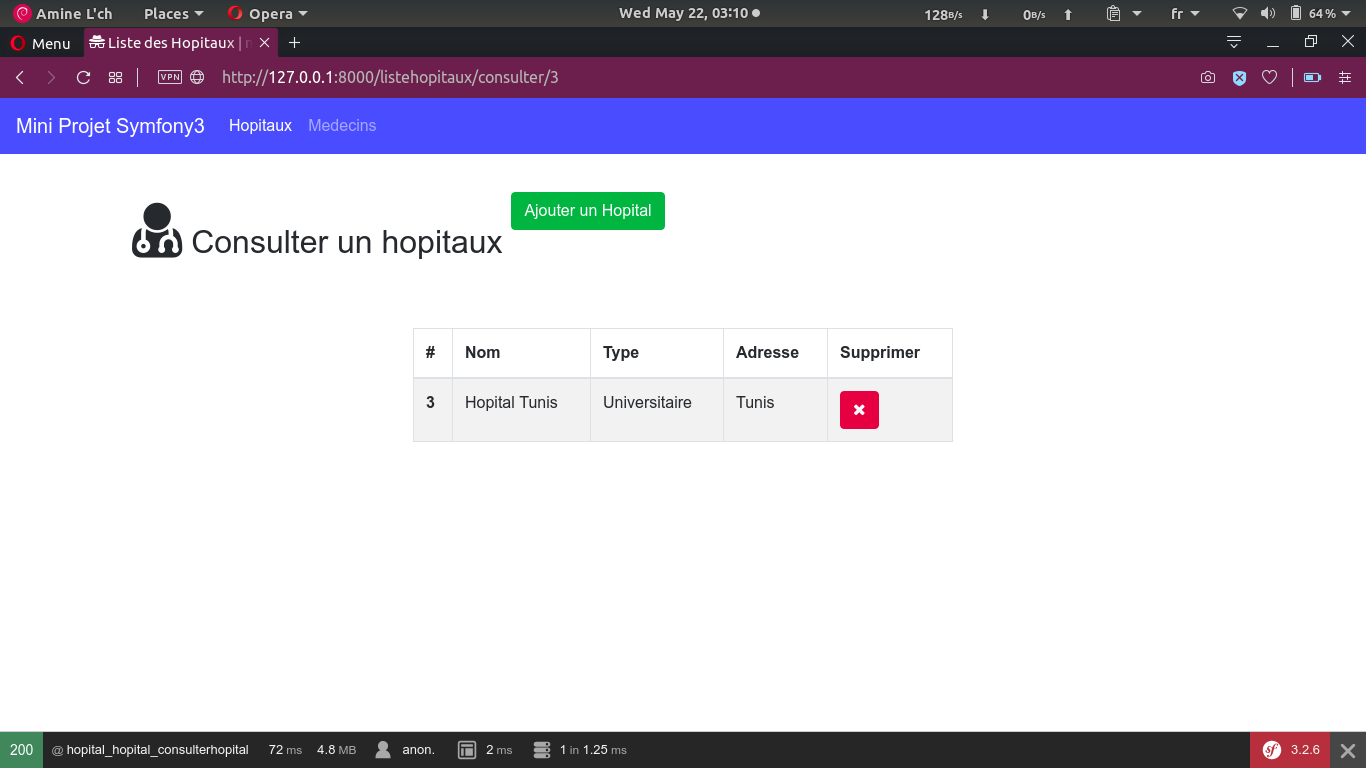 Amine L'ch Places Opera Wed May 22, 03:10 128B/s 0B/s fr 64 %
Menu Liste des Hopitaux |
VPN http://127.0.0.1:8000/listehopitaux/consulter/3
Mini Projet Symfony3 Hopitaux Medecins
Ajouter un Hopital
Consulter un hopitaux
# Nom Type Adresse Supprimer
3 Hopital Tunis Universitaire Tunis
200 @ hopital_hopital_consulterhopital 72 ms 4.8 MB anon. 2 ms 1 in 1.25 ms sf 3.2.6